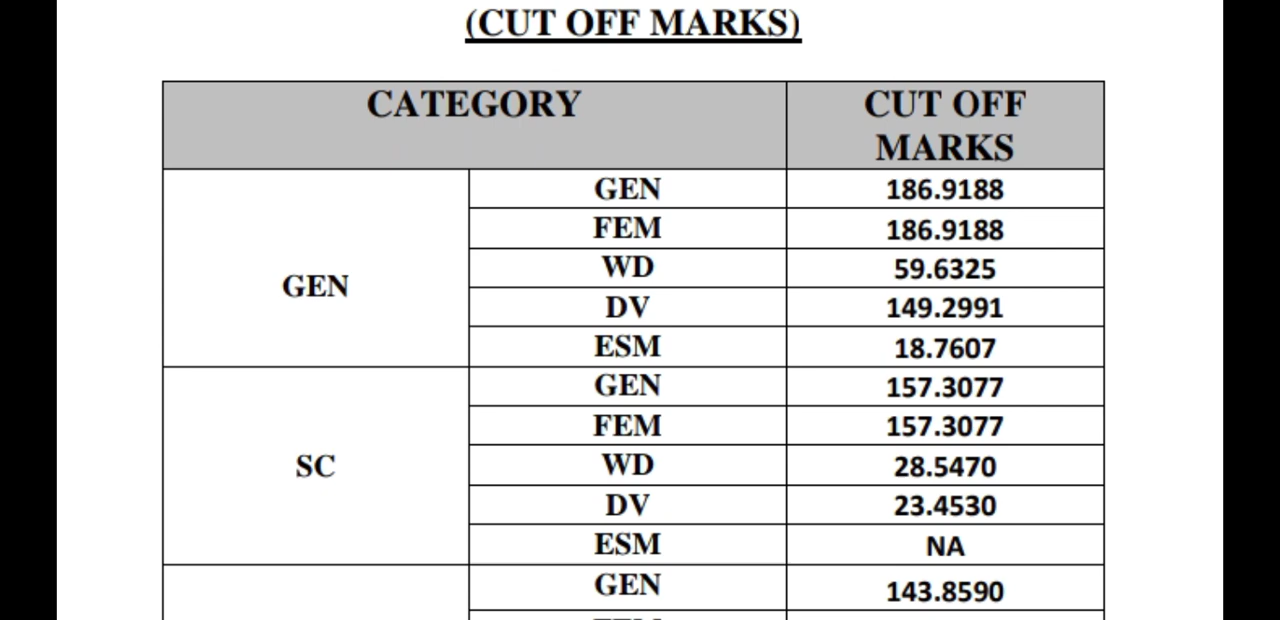 (CUT OFF MARKS)
CATEGORY CUT OFF MARKS
GEN
GEN 186.9188
FEM 186.9188
WD 59.6325
DV 149.2991
ESM 18.7607
SC
GEN 157.3077
FEM 157.3077
WD 28.5470
DV 23.4530
ESM NA
GEN 143.8590